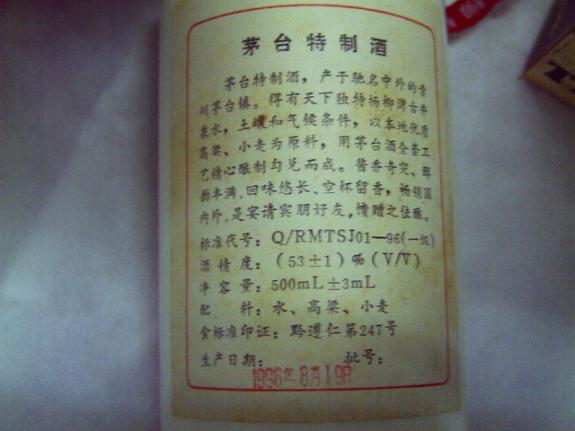 茅台特制酒
茅台特制酒，产于驰名中外的贵
州茅台镇。得有天下独特杨柳湾古井
泉水，土壤和气候条件，以本地优质
高粱、小麦为原料，用茅台酒全套工
艺精心酿制勾兑而成。酱香奇突、醇
丰满、回味悠长、空杯留香，畅销国
内外，是宴请宾朋好友，馈赠之佳酿。
标准代号：Q/RMTSJ01—96(一级)
酒精度：(53±1)％(V/V)
净容量：500mL±3mL
配料：水、高粱、小麦
食标准印证：黔遵仁第247号
生产日期：批号：
1996年8月19日